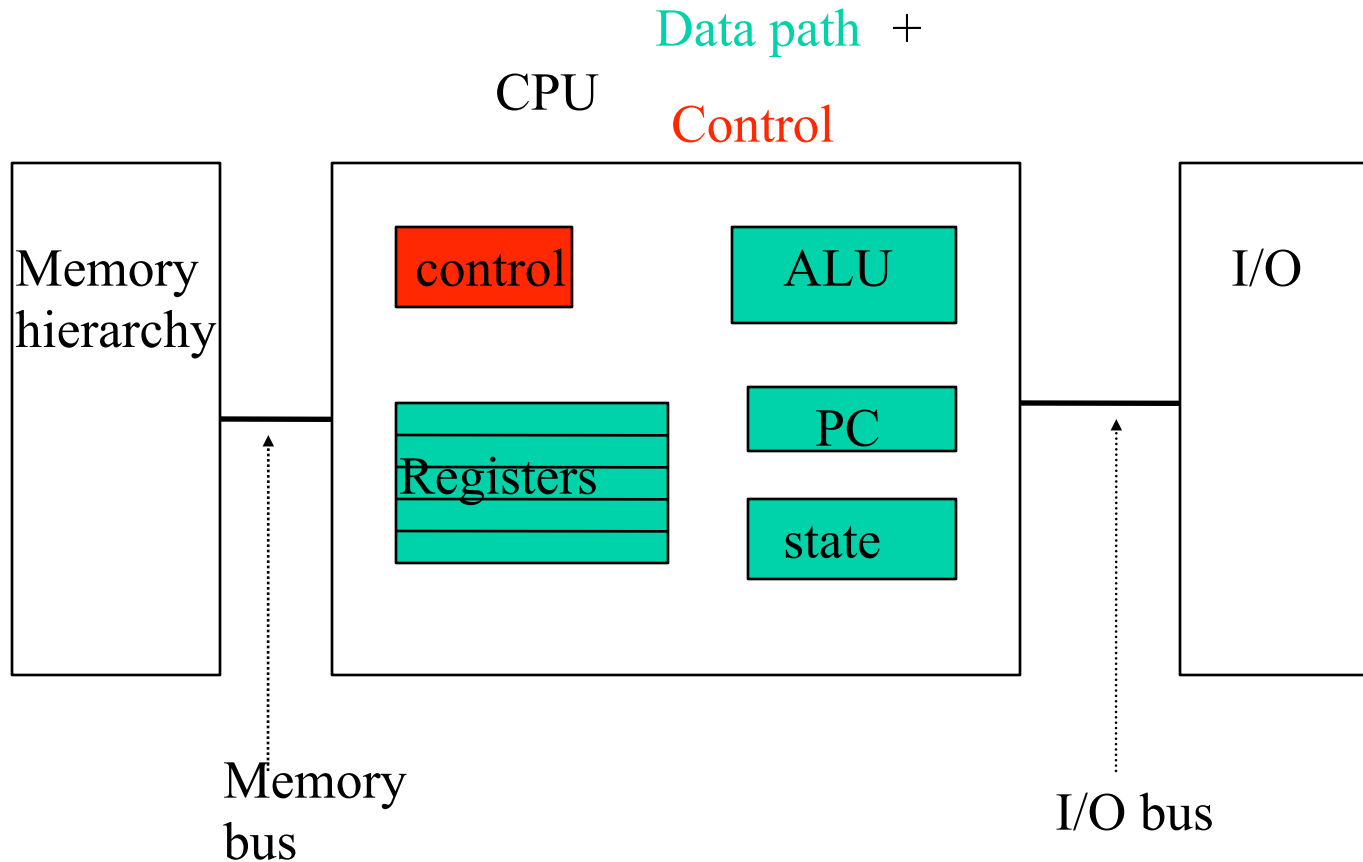 Data path +
CPU
Control
Memory
hierarchy
control
ALU
I/O
Registers
PC
state
Memory
bus
I/O bus